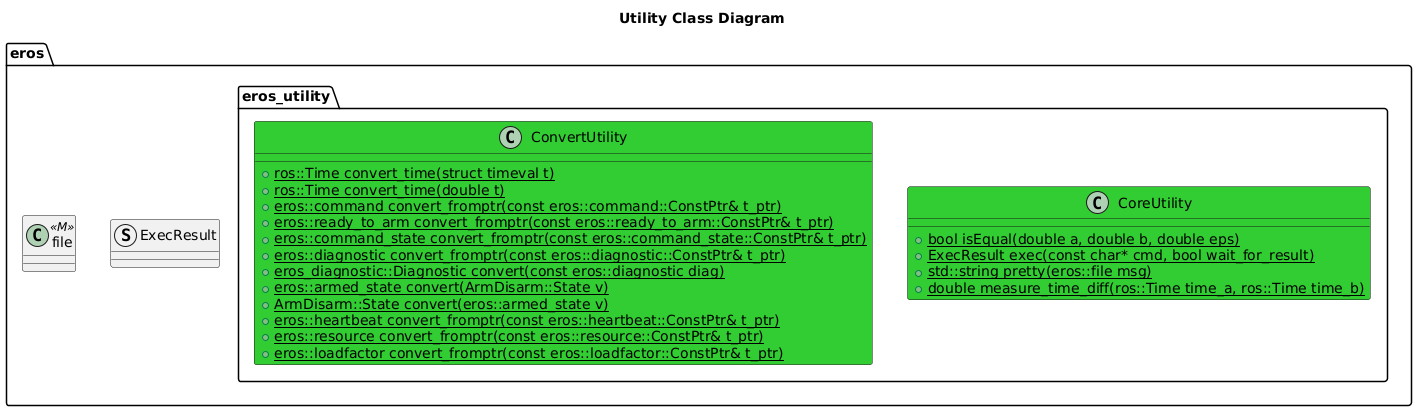 Utility Class Diagram
eros
eros_utility
C «M» file
S ExecResult
C ConvertUtility
ros::Time convert_time(struct timeval t)
ros::Time convert_time(double t)
eros::command convert_fromptr(const eros::command::ConstPtr& t_ptr)
eros::ready_to_arm convert_fromptr(const eros::ready_to_arm::ConstPtr& t_ptr)
eros::command_state convert_fromptr(const eros::command_state::ConstPtr& t_ptr)
eros::diagnostic convert_fromptr(const eros::diagnostic::ConstPtr& t_ptr)
eros_diagnostic::Diagnostic convert(const eros::diagnostic diag)
eros::armed_state convert(ArmDisarm::State v)
ArmDisarm::State convert(eros::armed_state v)
eros::heartbeat convert_fromptr(const eros::heartbeat::ConstPtr& t_ptr)
eros::resource convert_fromptr(const eros::resource::ConstPtr& t_ptr)
eros::loadfactor convert_fromptr(const eros::loadfactor::ConstPtr& t_ptr)
C CoreUtility
bool isEqual(double a, double b, double eps)
ExecResult exec(const char* cmd, bool wait_for_result)
std::string pretty(eros::file msg)
double measure_time_diff(ros::Time time_a, ros::Time time_b)